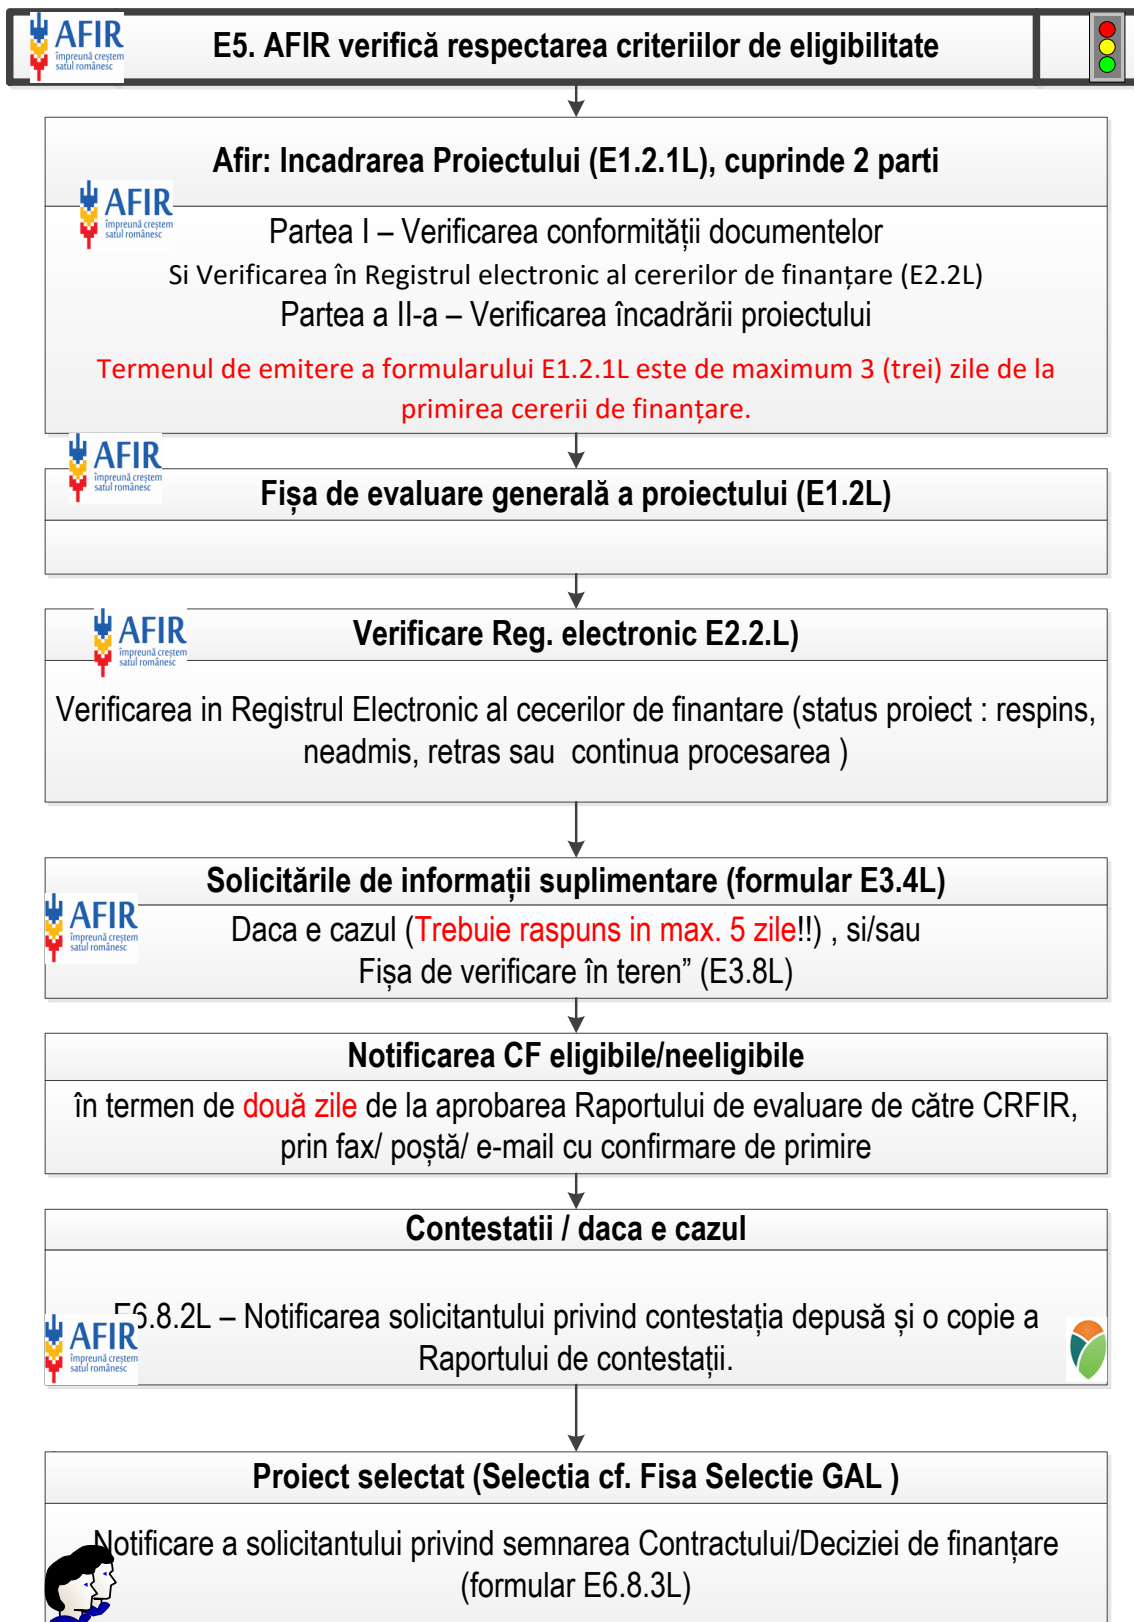 AFIR
împreună creștem
satul românesc
E5. AFIR verifică respectarea criteriilor de eligibilitate
Afir: Incadrarea Proiectului (E1.2.1L), cuprinde 2 parti
AFIR
împreună creștem
satul românesc
Partea I – Verificarea conformității documentelor
Si Verificarea în Registrul electronic al cererilor de finanțare (E2.2L)
Partea a II-a – Verificarea încadrării proiectului
Termenul de emitere a formularului E1.2.1L este de maximum 3 (trei) zile de la
primirea cererii de finanțare.
AFIR
împreună creștem
satul românesc
Fișa de evaluare generală a proiectului (E1.2L)
AFIR
împreună creștem
satul românesc
Verificare Reg. electronic E2.2.L)
Verificarea in Registrul Electronic al cecerilor de finantare (status proiect : respins,
neadmis, retras sau continua procesarea )
Solicitările de informații suplimentare (formular E3.4L)
AFIR
împreună creștem
satul românesc
Daca e cazul (Trebuie raspuns in max. 5 zile!!) , si/sau
Fișa de verificare în teren” (E3.8L)
Notificarea CF eligibile/neeligibile
în termen de două zile de la aprobarea Raportului de evaluare de către CRFIR,
prin fax/ poștă/ e-mail cu confirmare de primire
Contestatii / daca e cazul
E6.8.2L – Notificarea solicitantului privind contestația depusă și o copie a
Raportului de contestații.
AFIR
împreună creștem
satul românesc
Proiect selectat (Selectia cf. Fisa Selectie GAL )
Notificare a solicitantului privind semnarea Contractului/Deciziei de finanțare
(formular E6.8.3L)